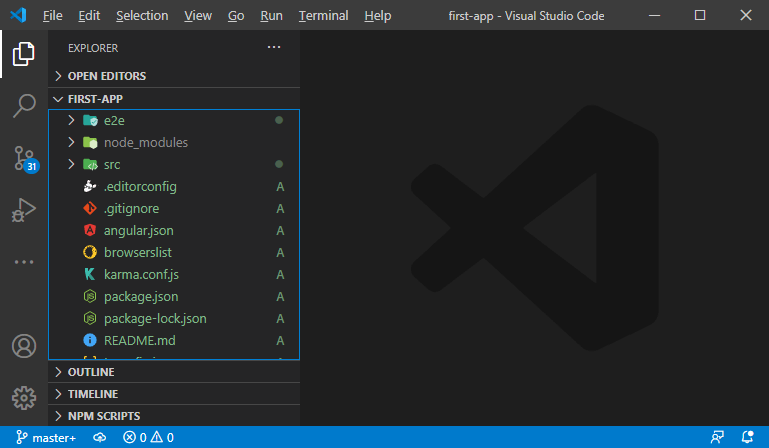 File Edit Selection View Go Run Terminal Help first-app - Visual Studio Code
EXPLORER
OPEN EDITORS
FIRST-APP
e2e
node_modules
src
.editorconfig A
.gitignore A
angular.json A
browserslist A
karma.conf.js A
package.json A
package-lock.json A
README.md A
31
OUTLINE
TIMELINE
NPM SCRIPTS
master+ 0 0